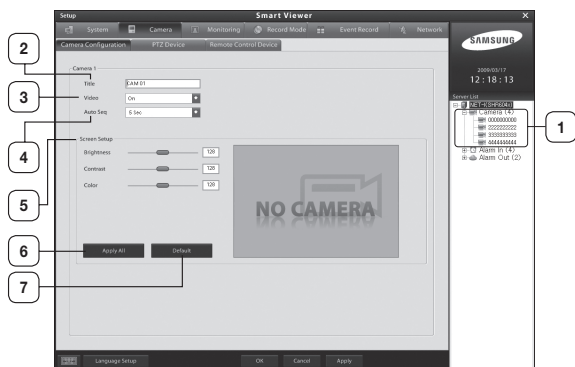 Setup
Smart Viewer
X
System
Camera
Monitoring
Record Mode
Event Record
Network
Camera Configuration
PTZ Device
Remote Control Device
SAMSUNG
2009/03/17
12 : 18 : 13
Server List
Camera (4)
0000000000
2222222222
3333333333
4444444444
Alarm In (4)
Alarm Out (2)
Camera 1
Title
CAM 01
Video
On
Auto Seq
5 Sec
Screen Setup
Brightness
128
Contrast
128
Color
128
NO CAMERA
Apply All
Default
Language Setup
OK
Cancel
Apply
1
2
3
4
5
6
7